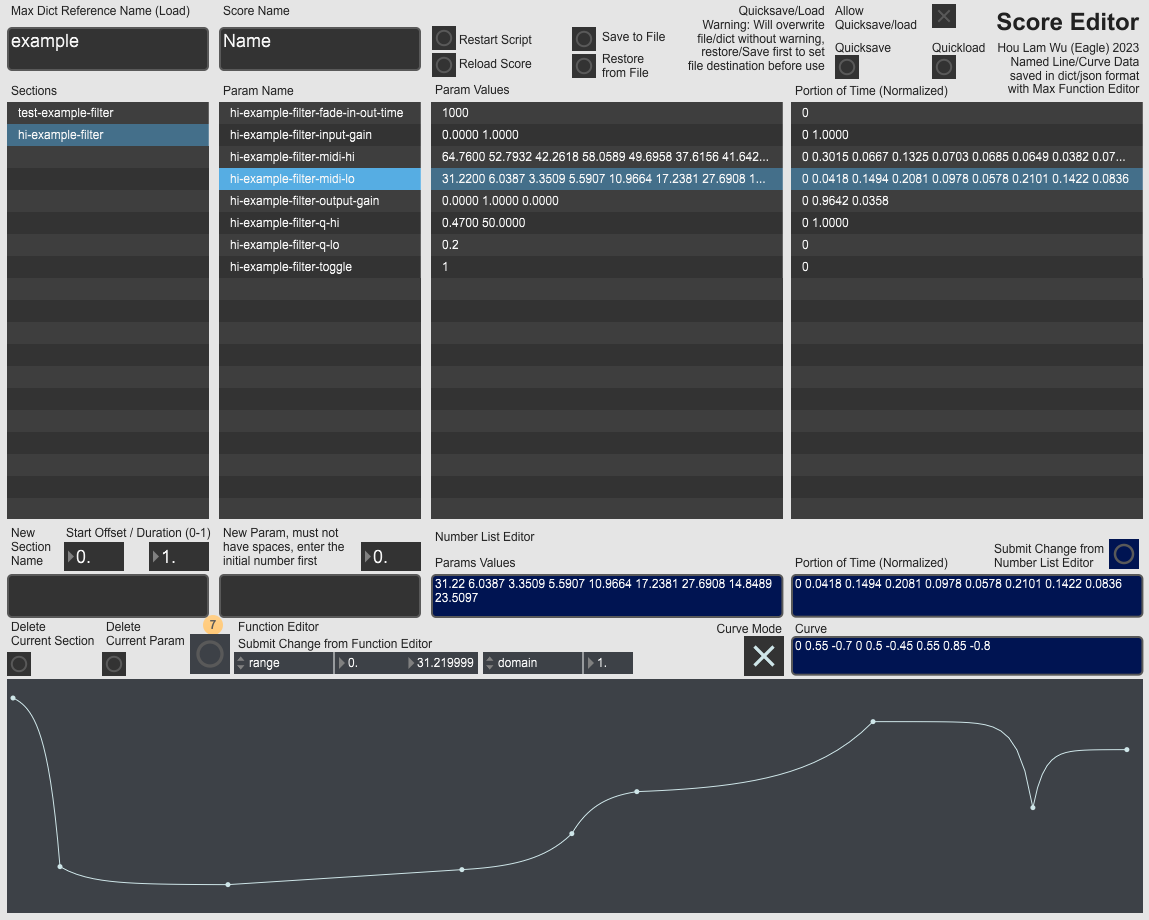 Max Dict Reference Name (Load)
example
Score Name
Name
Restart Script
Reload Score
Save to File
Restore
from File
Quicksave/Load
Warning: Will overwrite
file/dict without warning,
restore/Save first to set
file destination before use
Allow
Quicksave/load
Quicksave
Quickload
Score Editor
Hou Lam Wu (Eagle) 2023
Named Line/Curve Data
saved in dict/json format
with Max Function Editor
Sections
test-example-filter
hi-example-filter
Param Name
Param Values
Portion of Time (Normalized)
hi-example-filter-fade-in-out-time 1000 0
hi-example-filter-input-gain 0.0000 1.0000 0 1.0000
hi-example-filter-midi-hi 64.7600 52.7932 42.2618 58.0589 49.6958 37.6156 41.642... 0 0.3015 0.0667 0.1325 0.0703 0.0685 0.0649 0.0382 0.07...
hi-example-filter-midi-lo 31.2200 6.0387 3.3509 5.5907 10.9664 17.2381 27.6908 1... 0 0.0418 0.1494 0.2081 0.0978 0.0578 0.2101 0.1422 0.0836
hi-example-filter-output-gain 0.0000 1.0000 0.0000 0 0.9642 0.0358
hi-example-filter-q-hi 0.4700 50.0000 0 1.0000
hi-example-filter-q-lo 0.2 0
hi-example-filter-toggle 1 0
New
Section
Name
Start Offset / Duration (0-1)
0.
1.
New Param, must not
have spaces, enter the
initial number first
0.
Number List Editor
Params Values
31.22 6.0387 3.3509 5.5907 10.9664 17.2381 27.6908 14.8489
23.5097
Portion of Time (Normalized)
Submit Change from
Number List Editor
0 0.0418 0.1494 0.2081 0.0978 0.0578 0.2101 0.1422 0.0836
Delete
Current Section
Delete
Current Param
7
Function Editor
Submit Change from Function Editor
range 0. 31.219999 domain 1.
Curve Mode
Curve
0 0.55 -0.7 0 0.5 -0.45 0.55 0.85 -0.8